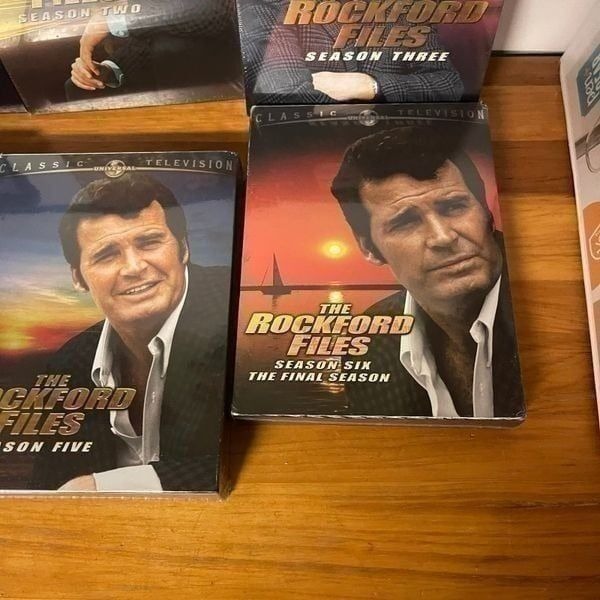 SEASON TWO
ROCKFORD
FILES
SEASON THREE
CLASSIC UNIVERSAL TELEVISION
THE
ROCKFORD
FILES
SEASON SIX
THE FINAL SEASON
CLASSIC UNIVERSAL TELEVISION
THE
OCKFORD
FILES
SON FIVE